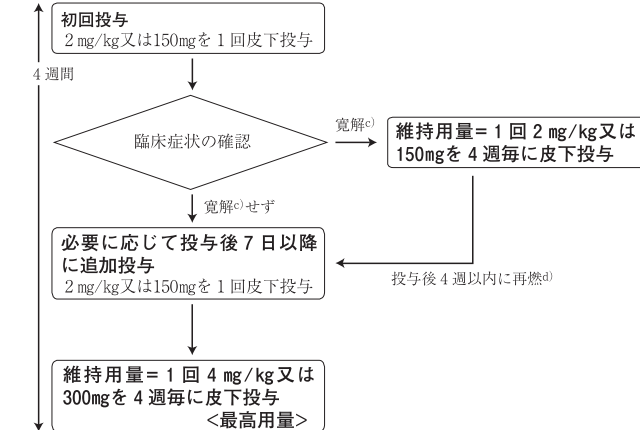 初回投与
2 mg/kg又は150mgを1回皮下投与
4週間
臨床症状の確認
寛解c)
維持用量=1回2 mg/kg又は
150mgを4週毎に皮下投与
寛解c)せず
必要に応じて投与後7日以降
に追加投与
2 mg/kg又は150mgを1回皮下投与
投与後4週以内に再燃d)
維持用量=1回4 mg/kg又は
300mgを4週毎に皮下投与
<最高用量>